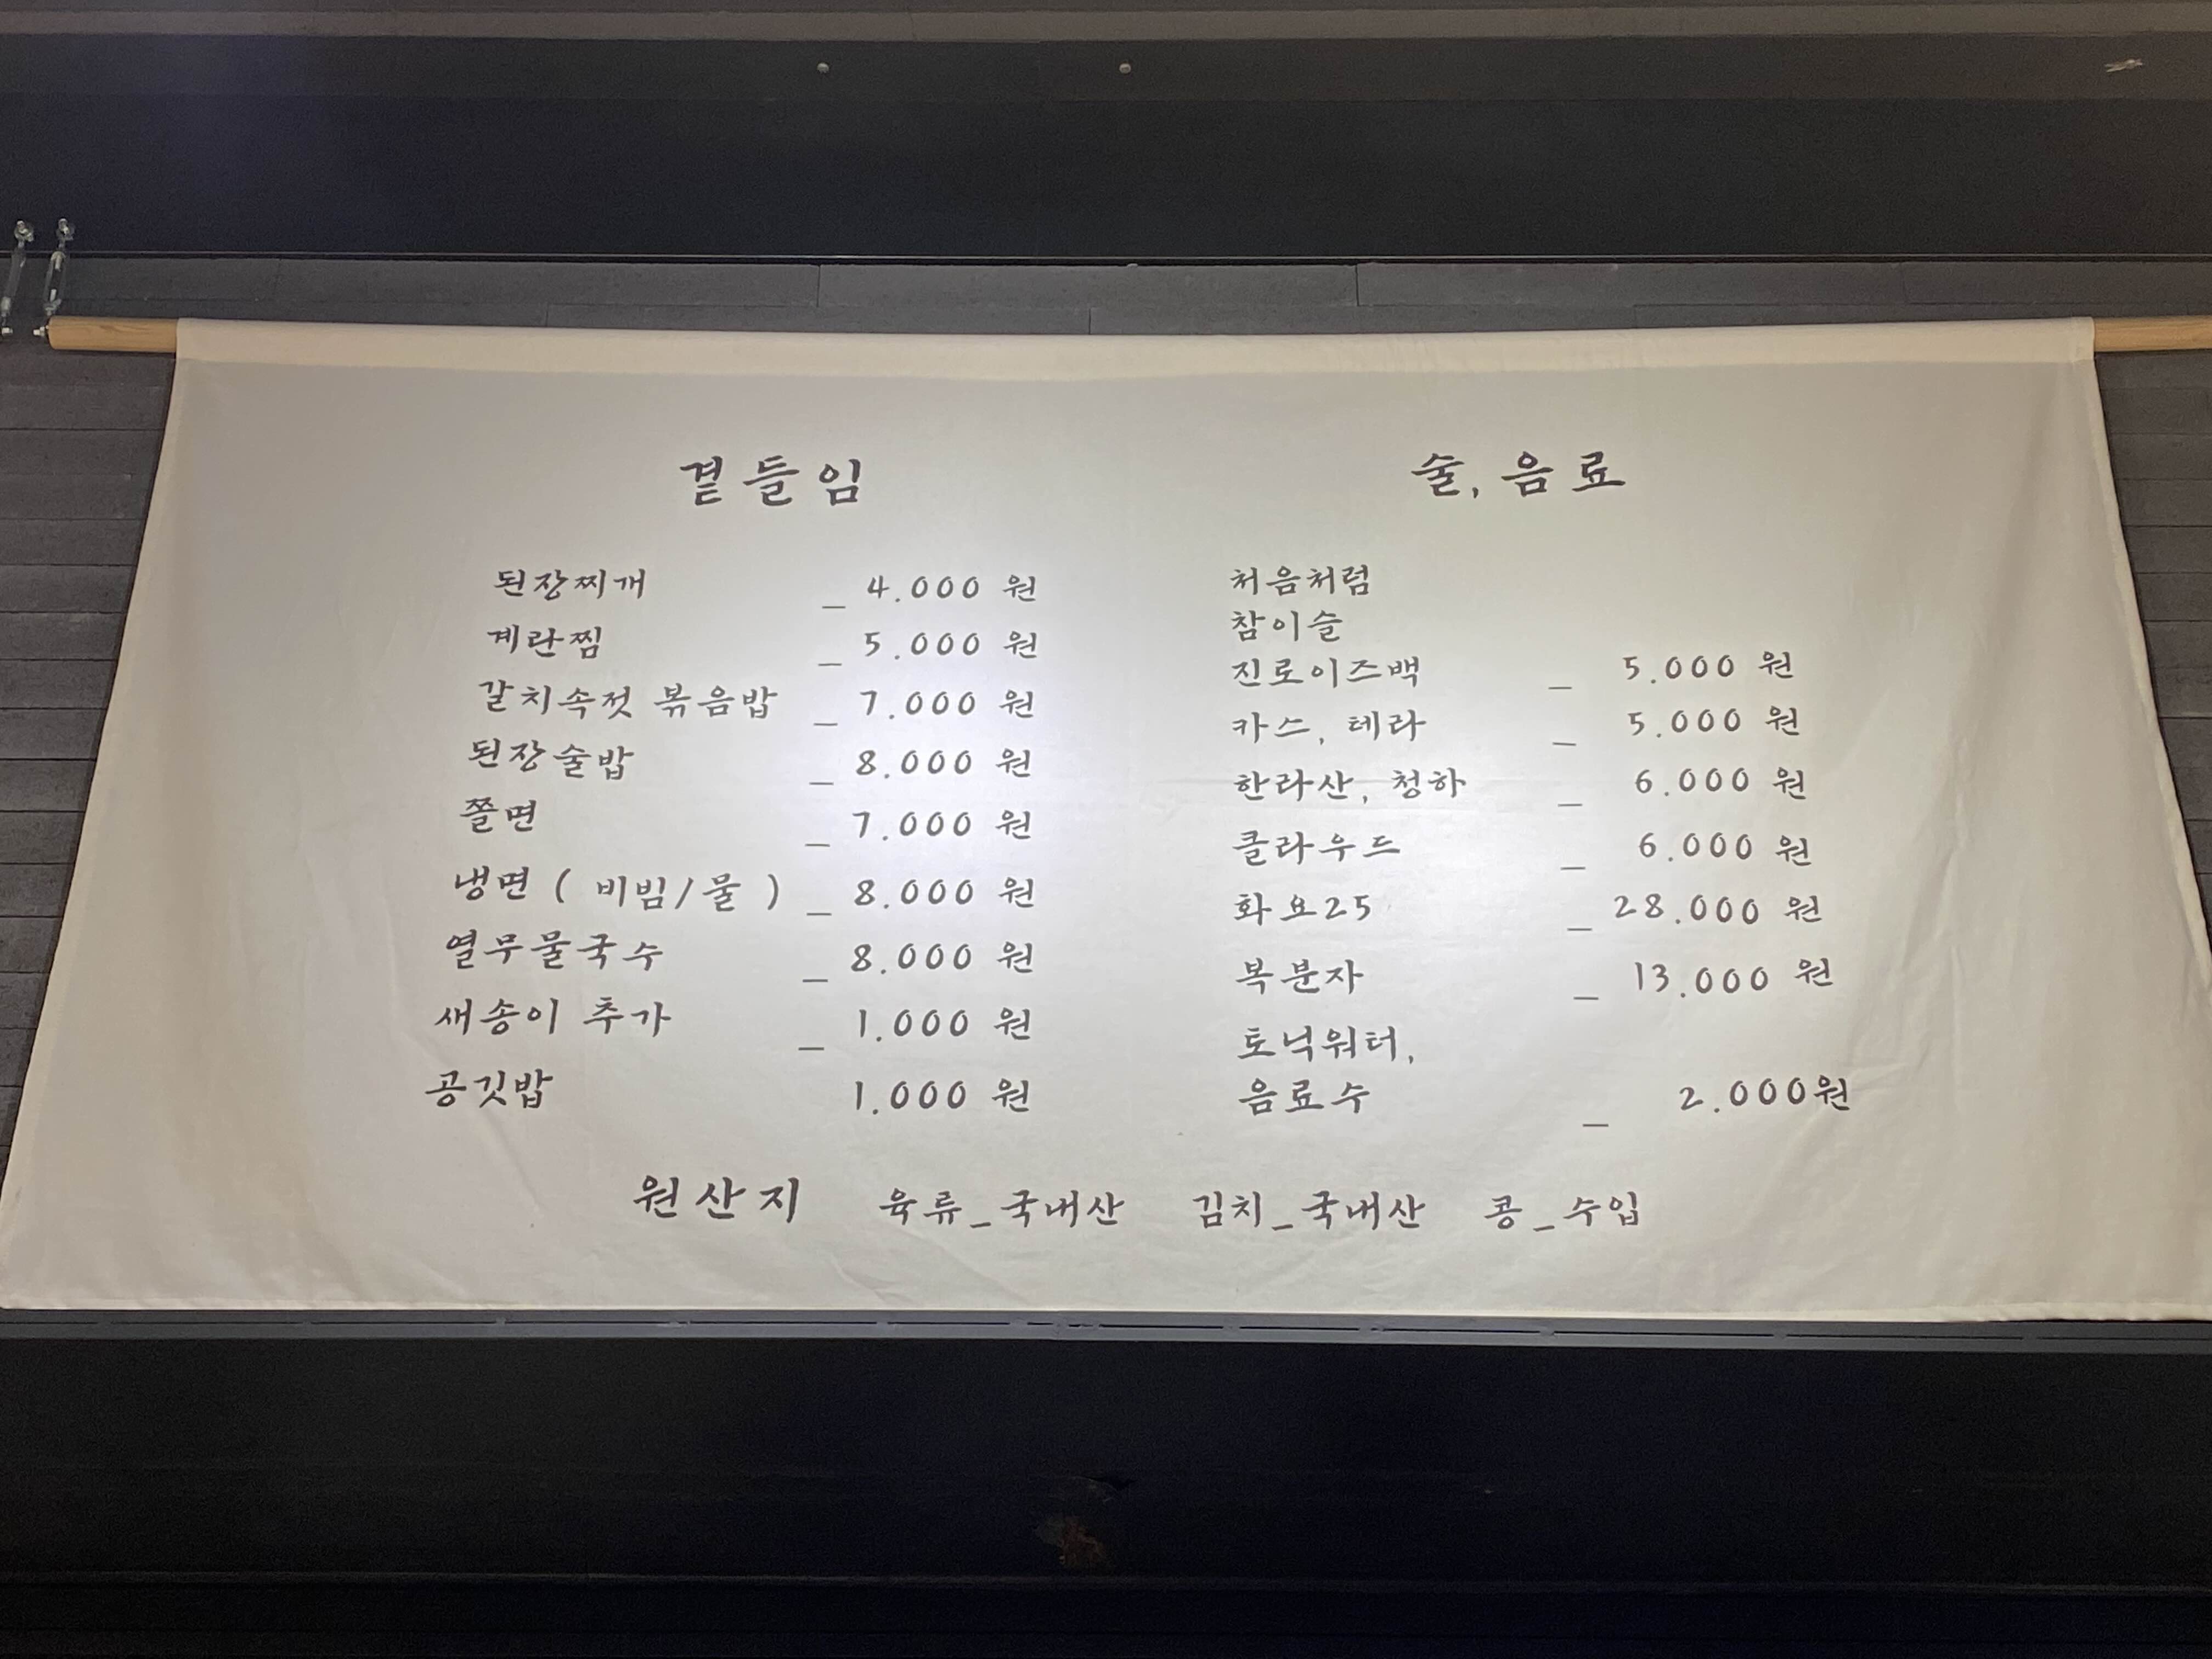 곁들임
된장찌개 _ 4.000 원
계란찜 _ 5.000 원
갈치속젓 볶음밥 _ 7.000 원
된장술밥 _ 8.000 원
쫄면 _ 7.000 원
냉면 ( 비빔/물 ) _ 8.000 원
열무물국수 _ 8.000 원
새송이 추가 _ 1.000 원
공깃밥 1.000 원
술, 음료
처음처럼
참이슬
진로이즈백 _ 5.000 원
카스, 테라 _ 5.000 원
한라산, 청하 _ 6.000 원
클라우드 _ 6.000 원
화요25 _ 28.000 원
복분자 _ 13.000 원
토닉워터,
음료수 _ 2.000원
원산지 육류_국내산 김치_국내산 콩_수입